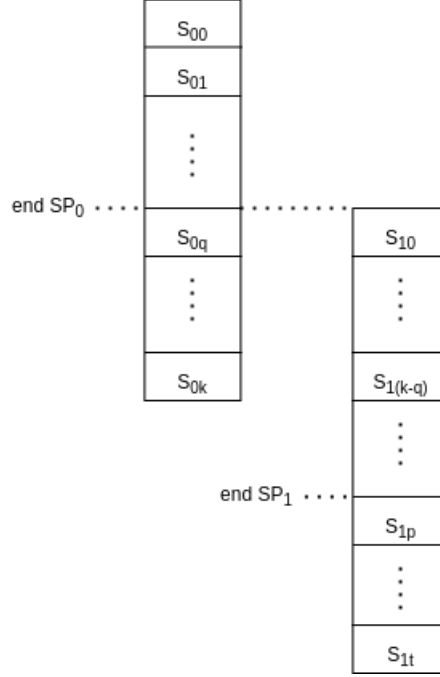 S00
S01
end SP0
S0q
S10
S0k
S1(k-q)
end SP1
S1p
S1t